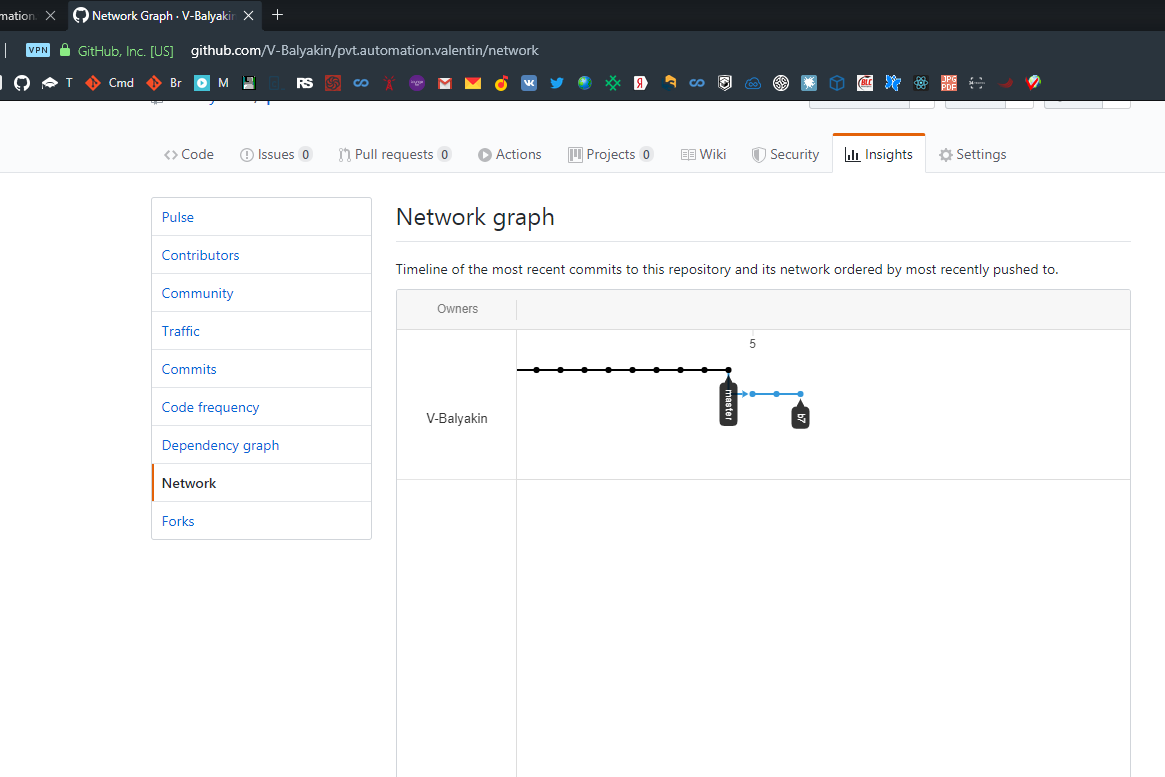 mation.
Network Graph · V-Balyakin
VPN GitHub, Inc. [US] github.com/V-Balyakin/pvt.automation.valentin/network
T Cmd Br M RS
Code Issues 0 Pull requests 0 Actions Projects 0 Wiki Security Insights Settings
Pulse
Contributors
Community
Traffic
Commits
Code frequency
Dependency graph
Network
Forks
Network graph
Timeline of the most recent commits to this repository and its network ordered by most recently pushed to.
Owners
5
V-Balyakin
master
b7